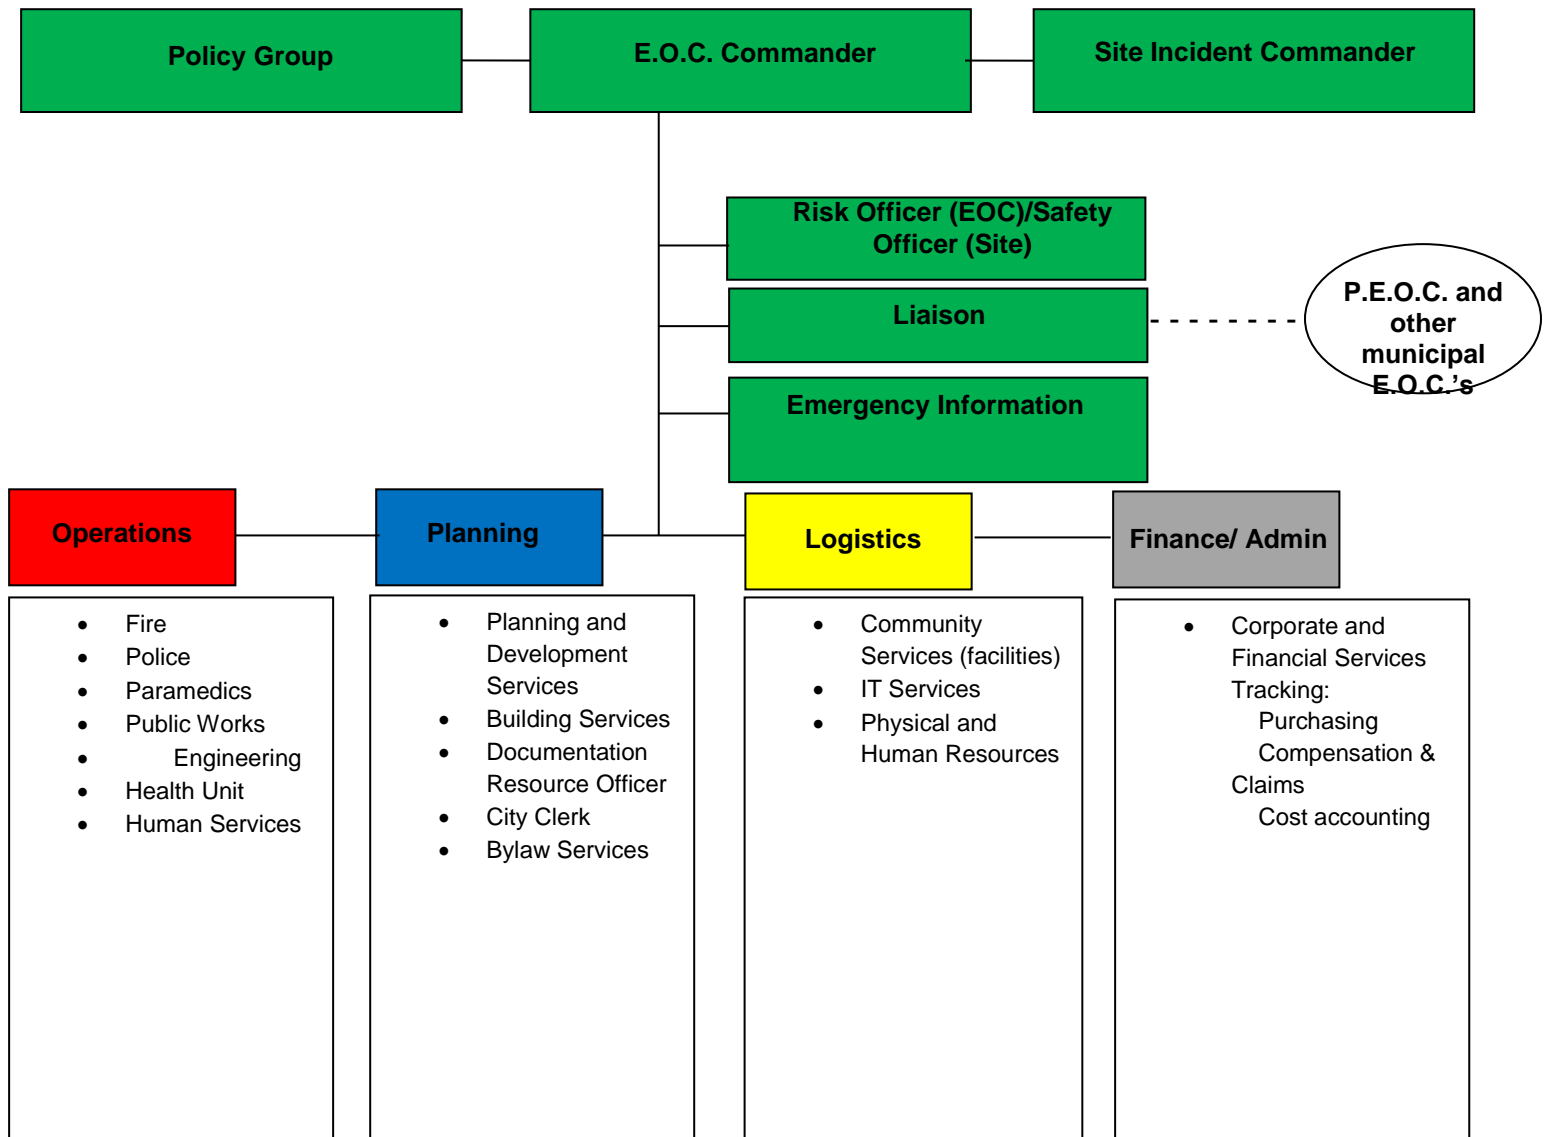 Policy Group
E.O.C. Commander
Site Incident Commander
Risk Officer (EOC)/Safety
Officer (Site)
Liaison
P.E.O.C. and
other
municipal
E.O.C.’s
Emergency Information
Operations
Planning
Logistics
Finance/ Admin
• Fire
• Police
• Paramedics
• Public Works
• Engineering
• Health Unit
• Human Services
• Planning and
Development
Services
• Building Services
• Documentation
Resource Officer
• City Clerk
• Bylaw Services
• Community
Services (facilities)
• IT Services
• Physical and
Human Resources
• Corporate and
Financial Services
Tracking:
Purchasing
Compensation &
Claims
Cost accounting